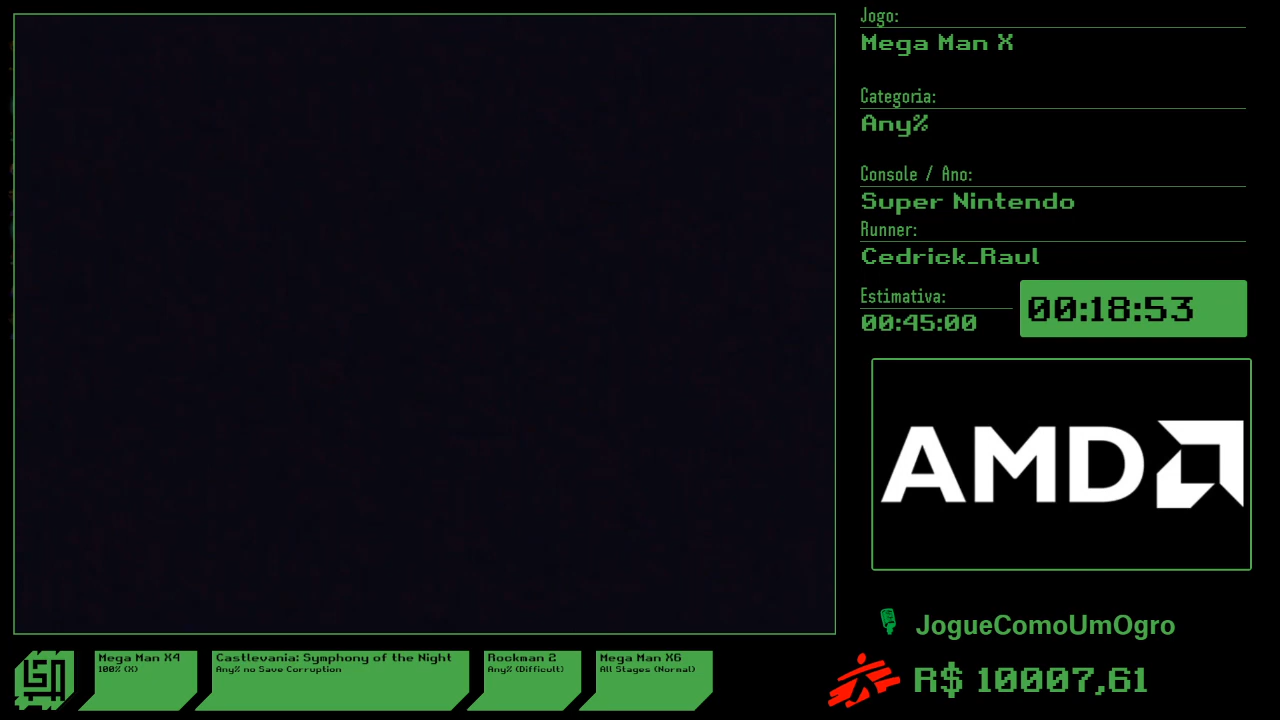 Jogo:
Mega Man X
Categoria:
Any%
Console / Ano:
Super Nintendo
Runner:
Cedrick_Raul
Estimativa:
00:45:00
00:18:53
AMD
JogueComoUmOgro
R$ 10007,61
Mega Man X4
100% (X)
Castlevania: Symphony of the Night
Any% no Save Corruption
Rockman 2
Any% (Difficult)
Mega Man X6
All Stages (Normal)